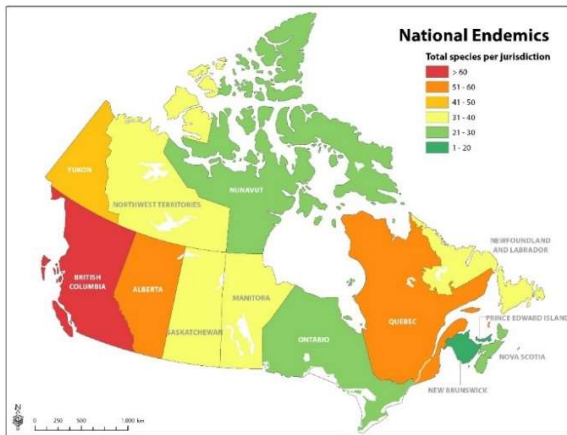 National Endemics
Total species per jurisdiction
> 60
51 - 60
41 - 50
31 - 40
21 - 30
1 - 20
YUKON
NORTHWEST TERRITORIES
NUNAVUT
BRITISH
COLUMBIA
ALBERTA
SASKATCHEWAN
MANITOBA
ONTARIO
QUEBEC
NEWFOUNDLAND
AND LABRADOR
PRINCE EDWARD ISLAND
NOVA SCOTIA
NEW BRUNSWICK
0 250 500 1,000 km